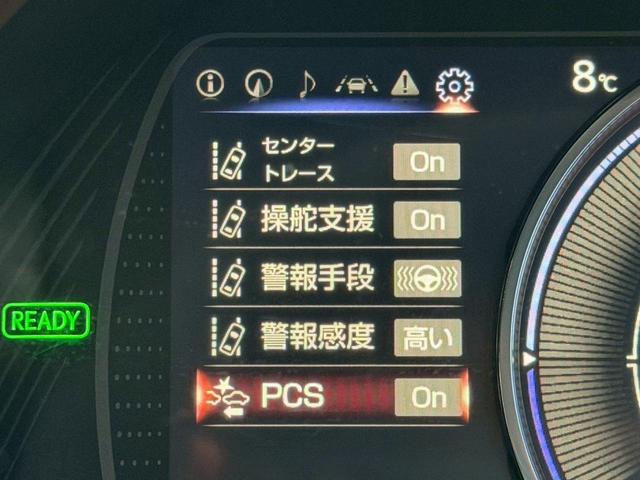 8℃
センター
トレース
On
操舵支援
On
警報手段
警報感度
高い
PCS
On
READY